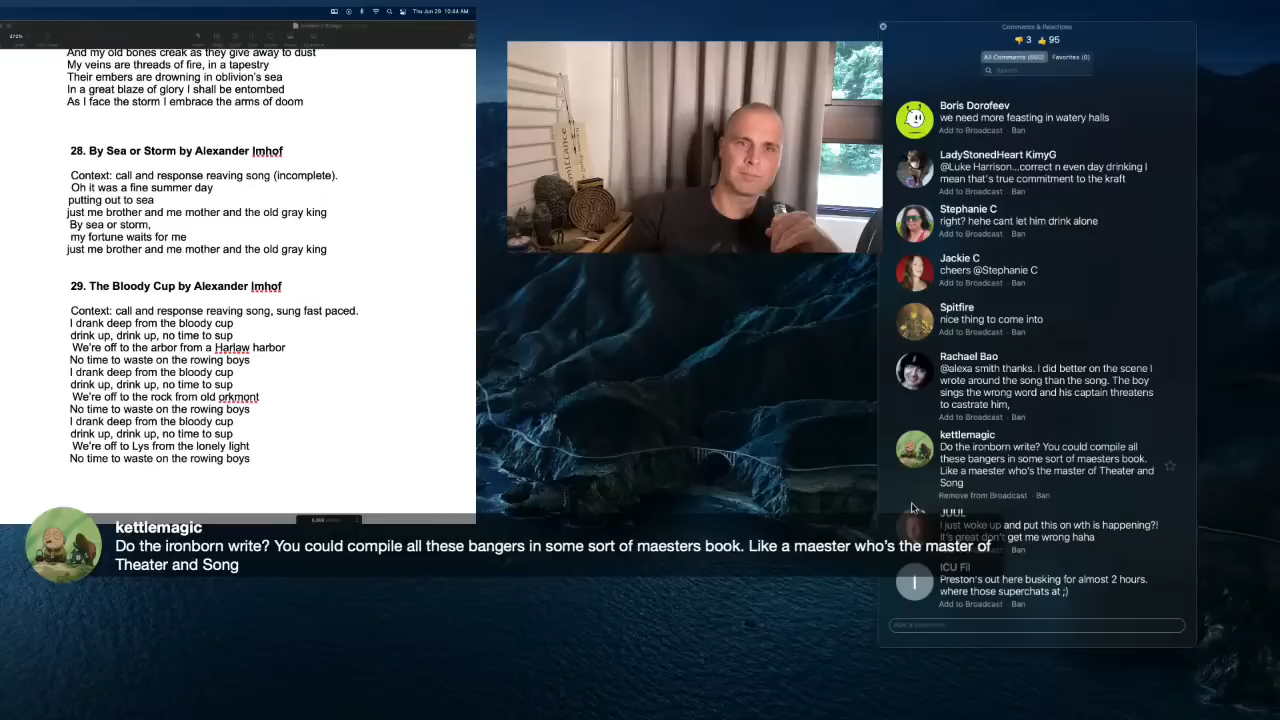 Thu Jun 29 10:44 AM
272%
And my old bones creak as they give away to dust
My veins are threads of fire, in a tapestry
Their embers are drowning in oblivion's sea
In a great blaze of glory I shall be entombed
As I face the storm I embrace the arms of doom
28. By Sea or Storm by Alexander Imhof
Context: call and response reaving song (incomplete).
Oh it was a fine summer day
putting out to sea
just me brother and me mother and the old gray king
By sea or storm,
my fortune waits for me
just me brother and me mother and the old gray king
29. The Bloody Cup by Alexander Imhof
Context: call and response reaving song, sung fast paced.
I drank deep from the bloody cup
drink up, drink up, no time to sup
We're off to the arbor from a Harlaw harbor
No time to waste on the rowing boys
I drank deep from the bloody cup
drink up, drink up, no time to sup
We're off to the rock from old orkmont
No time to waste on the rowing boys
I drank deep from the bloody cup
drink up, drink up, no time to sup
We're off to Lys from the lonely light
No time to waste on the rowing boys
Comments & Reactions
👎 3 👍 95
All Comments (890) Favorites (0)
Search
Boris Dorofeev
we need more feasting in watery halls
Add to Broadcast Ban
LadyStonedHeart KimyG
@Luke Harrison...correct n even day drinking I
mean that's true commitment to the kraft
Add to Broadcast Ban
Stephanie C
right? hehe cant let him drink alone
Add to Broadcast Ban
Jackie C
cheers @Stephanie C
Add to Broadcast Ban
Spitfire
nice thing to come into
Add to Broadcast Ban
Rachael Bao
@alexa smith thanks. I did better on the scene I
wrote around the song than the song. The boy
sings the wrong word and his captain threatens
to castrate him,
Add to Broadcast Ban
kettlemagic
Do the ironborn write? You could compile all
these bangers in some sort of maesters book.
Like a maester who's the master of Theater and
Song
Remove from Broadcast Ban
JUUL
I just woke up and put this on wth is happening?!
It's great don't get me wrong haha
Ban
ICU Fil
Preston's out here busking for almost 2 hours.
where those superchats at ;)
Add to Broadcast Ban
Add a comment
kettlemagic
Do the ironborn write? You could compile all these bangers in some sort of maesters book. Like a maester who's the master of
Theater and Song